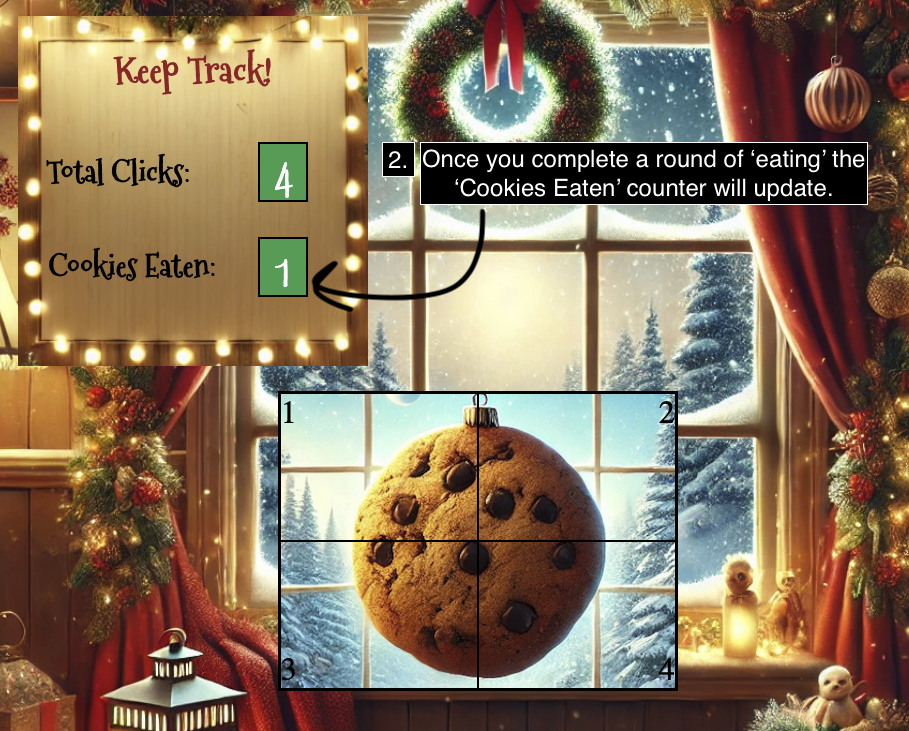 Keep Track!
Total Clicks: 4
2. Once you complete a round of ‘eating’ the
‘Cookies Eaten’ counter will update.
Cookies Eaten: 1
1 2
3 4